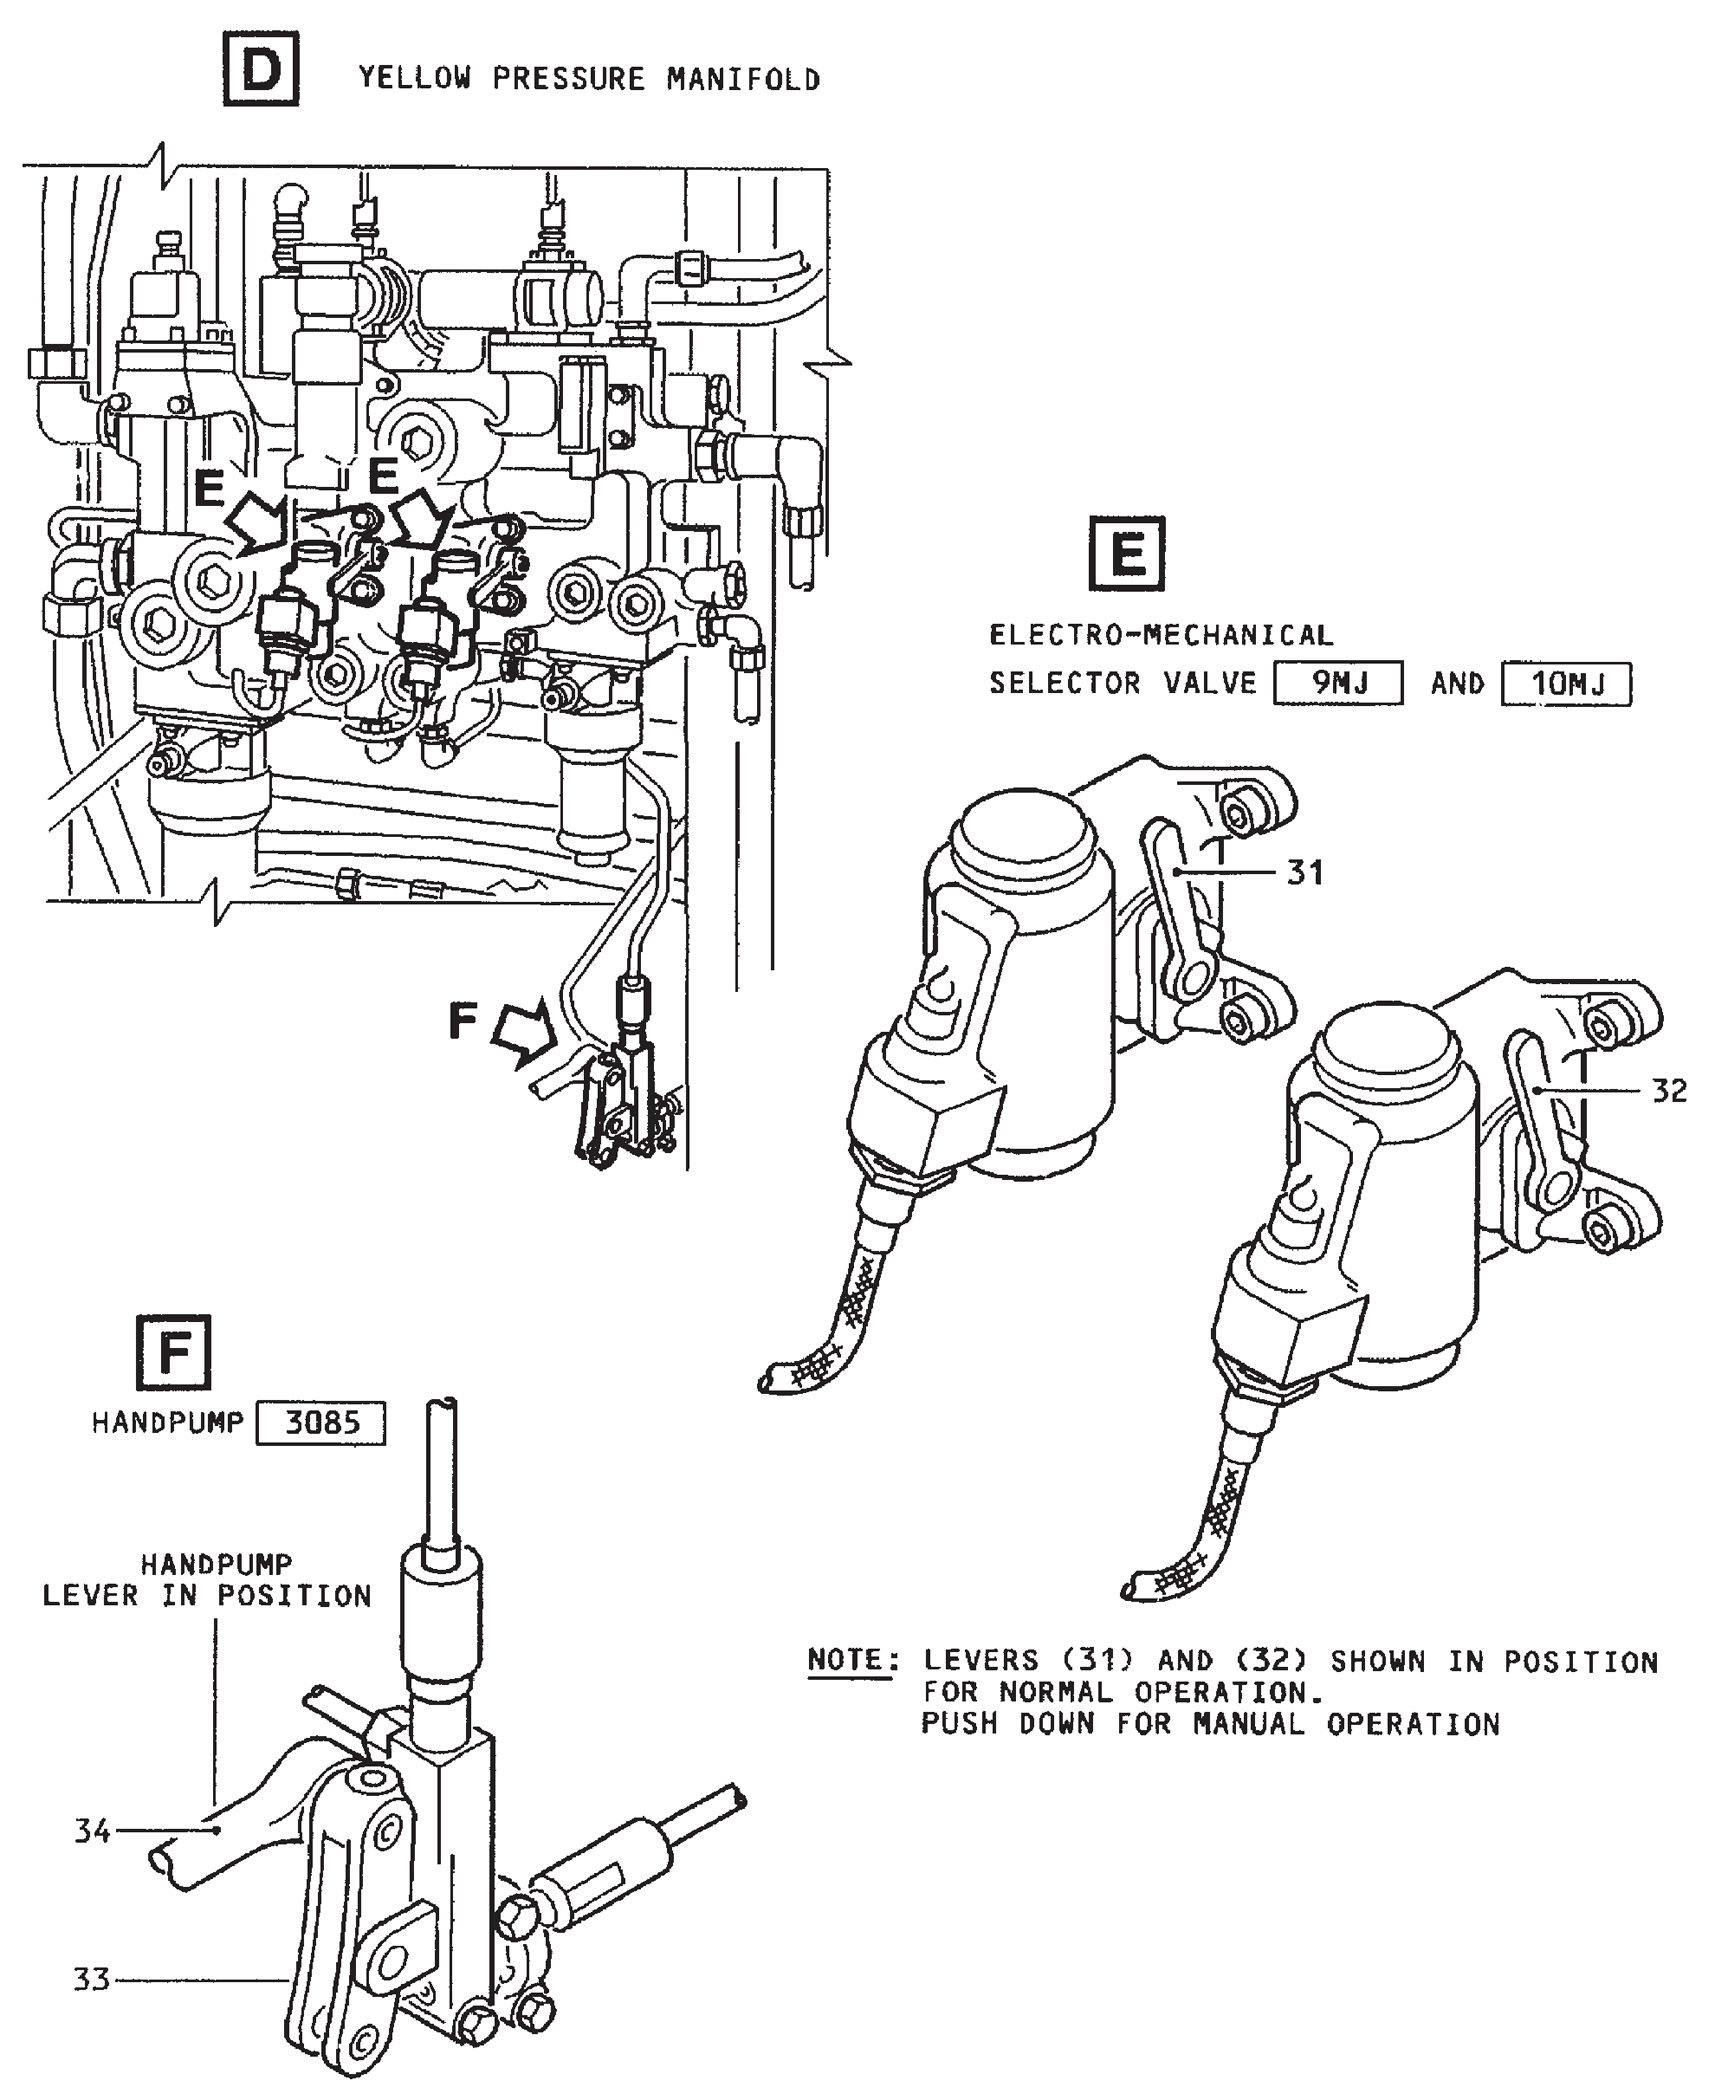 D YELLOW PRESSURE MANIFOLD
E E
E
ELECTRO-MECHANICAL
SELECTOR VALVE 9MJ AND 10MJ
31
F
32
F
HANDPUMP 3085
HANDPUMP
LEVER IN POSITION
NOTE: LEVERS (31) AND (32) SHOWN IN POSITION
FOR NORMAL OPERATION.
PUSH DOWN FOR MANUAL OPERATION
34
33